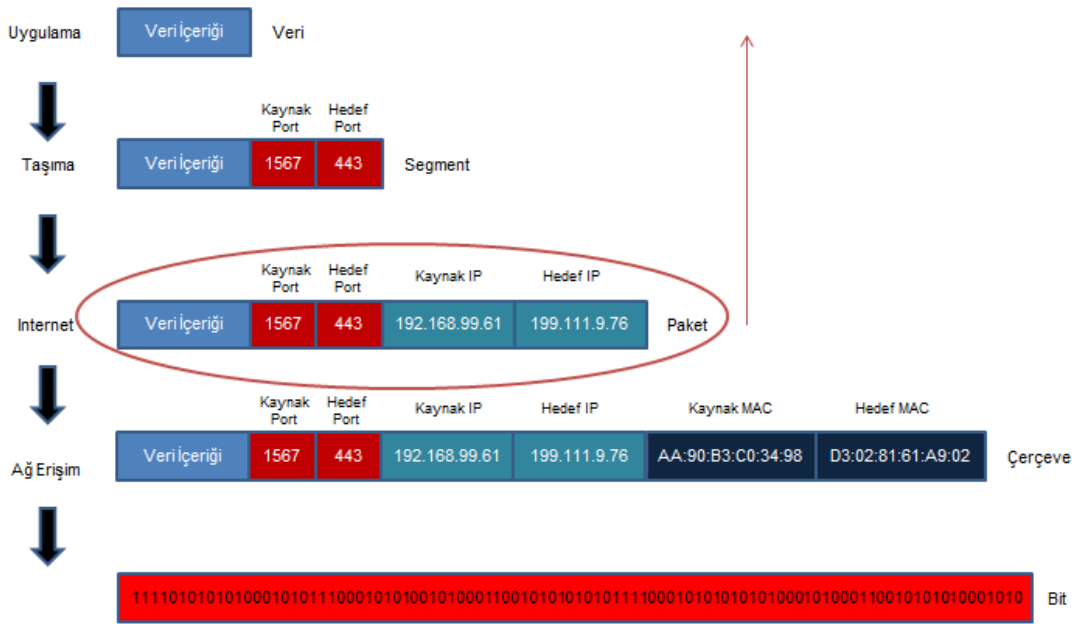 Uygulama
Veri İçeriği
Veri
Kaynak Port
Hedef Port
Taşıma
Veri İçeriği
1567
443
Segment
Kaynak Port
Hedef Port
Kaynak IP
Hedef IP
Internet
Veri İçeriği
1567
443
192.168.99.61
199.111.9.76
Paket
Kaynak Port
Hedef Port
Kaynak IP
Hedef IP
Kaynak MAC
Hedef MAC
Ağ Erişim
Veri İçeriği
1567
443
192.168.99.61
199.111.9.76
AA:90:B3:C0:34:98
D3:02:81:61:A9:02
Çerçeve
Bit